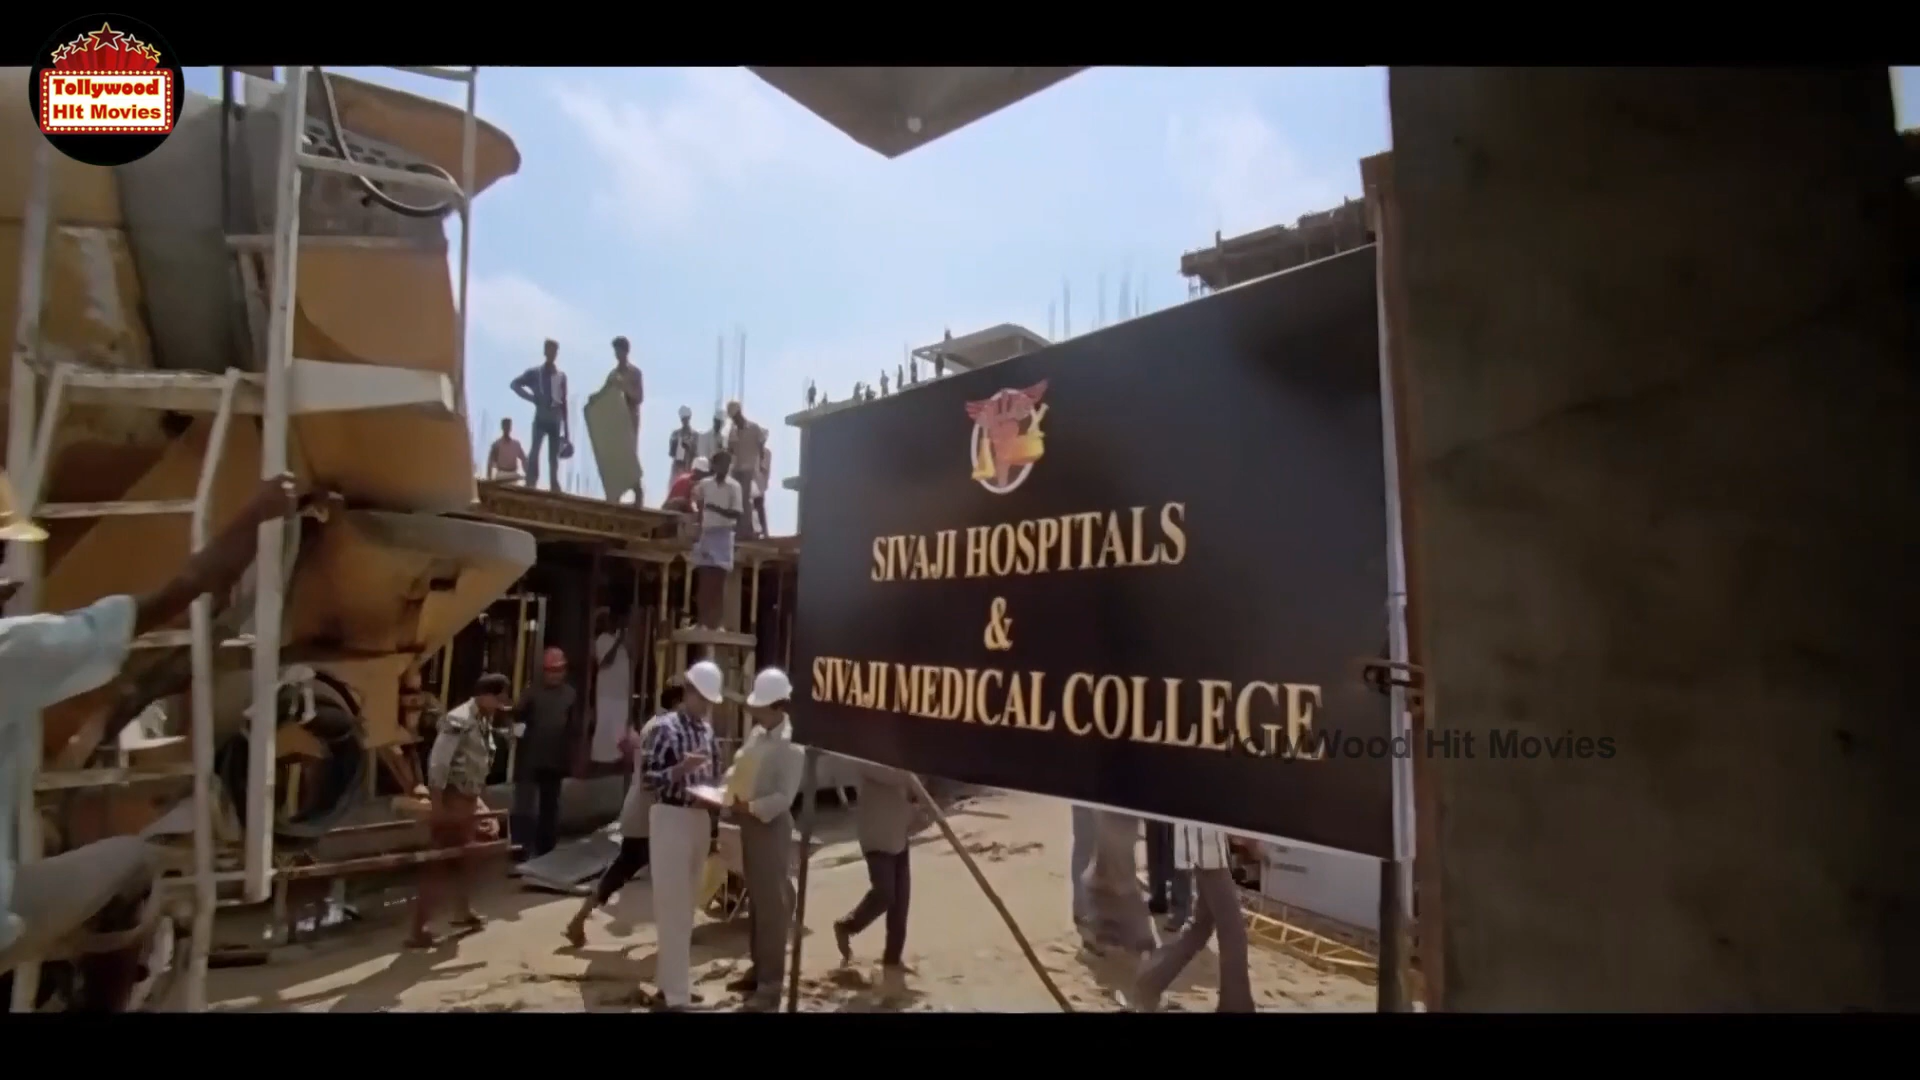 Tollywood
HIt Movies
SIVAJI HOSPITALS
&
SIVAJI MEDICAL COLLEGE
TollyWood Hit Movies